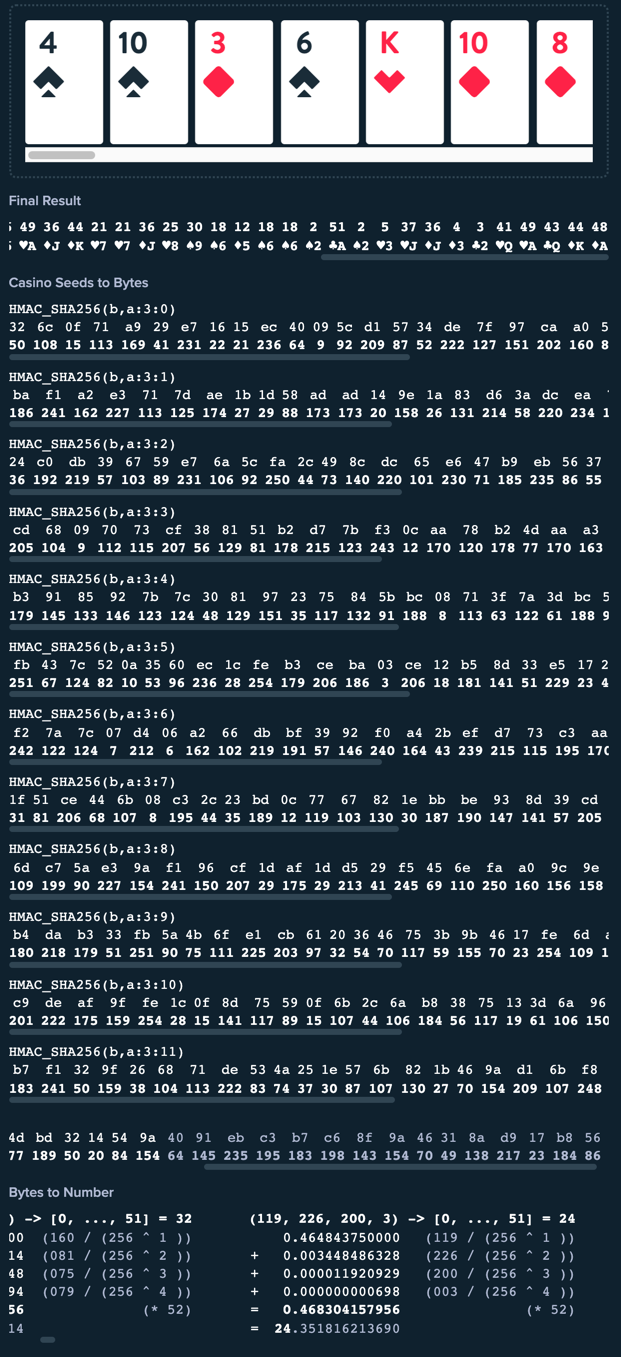 4 10 3 6 K 10 8
♠ ♠ ♦ ♠ ♥ ♦ ♦
Final Result
49 36 44 21 21 36 25 30 18 12 18 18 2 51 2 5 37 36 4 3 41 49 43 44 48
♥A ♦J ♦K ♥7 ♥7 ♦J ♥8 ♠9 ♠6 ♦5 ♠6 ♠6 ♠2 ♣A ♠2 ♥3 ♥J ♦J ♦3 ♣2 ♥Q ♥A ♣Q ♦K ♦A
Casino Seeds to Bytes
HMAC_SHA256(b,a:3:0)
32 6c 0f 71 a9 29 e7 16 15 ec 40 09 5c d1 57 34 de 7f 97 ca a0 5
50 108 15 113 169 41 231 22 21 236 64 9 92 209 87 52 222 127 151 202 160 8
HMAC_SHA256(b,a:3:1)
ba f1 a2 e3 71 7d ae 1b 1d 58 ad ad 14 9e 1a 83 d6 3a dc ea
186 241 162 227 113 125 174 27 29 88 173 173 20 158 26 131 214 58 220 234 1
HMAC_SHA256(b,a:3:2)
24 c0 db 39 67 59 e7 6a 5c fa 2c 49 8c dc 65 e6 47 b9 eb 56 37
36 192 219 57 103 89 231 106 92 250 44 73 140 220 101 230 71 185 235 86 55
HMAC_SHA256(b,a:3:3)
cd 68 09 70 73 cf 38 81 51 b2 d7 7b f3 0c aa 78 b2 4d aa a3
205 104 9 112 115 207 56 129 81 178 215 123 243 12 170 120 178 77 170 163
HMAC_SHA256(b,a:3:4)
b3 91 85 92 7b 7c 30 81 97 23 75 84 5b bc 08 71 3f 7a 3d bc 5
179 145 133 146 123 124 48 129 151 35 117 132 91 188 8 113 63 122 61 188 9
HMAC_SHA256(b,a:3:5)
fb 43 7c 52 0a 35 60 ec 1c fe b3 ce ba 03 ce 12 b5 8d 33 e5 17 2
251 67 124 82 10 53 96 236 28 254 179 206 186 3 206 18 181 141 51 229 23 4
HMAC_SHA256(b,a:3:6)
f2 7a 7c 07 d4 06 a2 66 db bf 39 92 f0 a4 2b ef d7 73 c3 aa
242 122 124 7 212 6 162 102 219 191 57 146 240 164 43 239 215 115 195 170
HMAC_SHA256(b,a:3:7)
1f 51 ce 44 6b 08 c3 2c 23 bd 0c 77 67 82 1e bb be 93 8d 39 cd
31 81 206 68 107 8 195 44 35 189 12 119 103 130 30 187 190 147 141 57 205
HMAC_SHA256(b,a:3:8)
6d c7 5a e3 9a f1 96 cf 1d af 1d d5 29 f5 45 6e fa a0 9c 9e
109 199 90 227 154 241 150 207 29 175 29 213 41 245 69 110 250 160 156 158
HMAC_SHA256(b,a:3:9)
b4 da b3 33 fb 5a 4b 6f e1 cb 61 20 36 46 75 3b 9b 46 17 fe 6d
180 218 179 51 251 90 75 111 225 203 97 32 54 70 117 59 155 70 23 254 109 1
HMAC_SHA256(b,a:3:10)
c9 de af 9f fe 1c 0f 8d 75 59 0f 6b 2c 6a b8 38 75 13 3d 6a 96
201 222 175 159 254 28 15 141 117 89 15 107 44 106 184 56 117 19 61 106 150
HMAC_SHA256(b,a:3:11)
b7 f1 32 9f 26 68 71 de 53 4a 25 1e 57 6b 82 1b 46 9a d1 6b f8
183 241 50 159 38 104 113 222 83 74 37 30 87 107 130 27 70 154 209 107 248
4d bd 32 14 54 9a 40 91 eb c3 b7 c6 8f 9a 46 31 8a d9 17 b8 56
77 189 50 20 84 154 64 145 235 195 183 198 143 154 70 49 138 217 23 184 86
Bytes to Number
) -> [0, ..., 51] = 32 (119, 226, 200, 3) -> [0, ..., 51] = 24
00 (160 / (256 ^ 1 )) 0.464843750000 (119 / (256 ^ 1 ))
14 (081 / (256 ^ 2 )) + 0.003448486328 (226 / (256 ^ 2 ))
48 (075 / (256 ^ 3 )) + 0.000011920929 (200 / (256 ^ 3 ))
94 (079 / (256 ^ 4 )) + 0.000000000698 (003 / (256 ^ 4 ))
56 (* 52) = 0.468304157956 (* 52)
14 = 24.351816213690